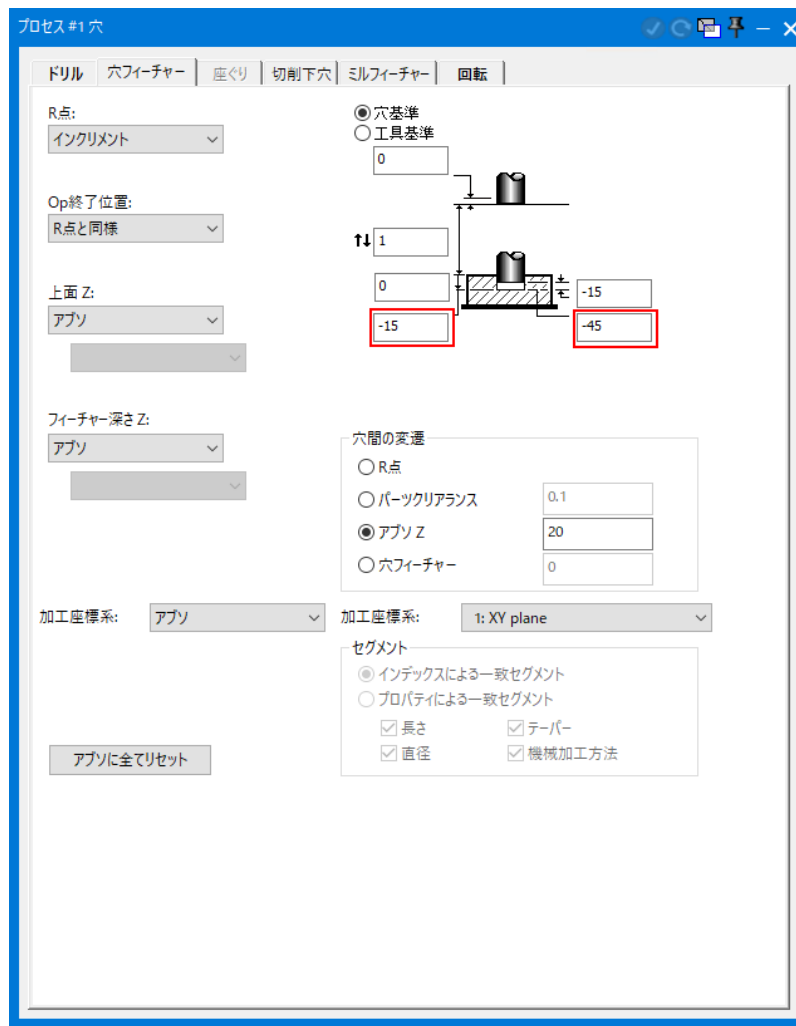 プロセス #1 穴
ドリル 穴フィーチャー 座ぐり 切削下穴 ミルフィーチャー 回転
R点:
インクリメント
穴基準
工具基準
0
Op終了位置:
R点と同様
1
0
-15
上面 Z:
アブソ
-15
-45
フィーチャー深さ Z:
アブソ
穴間の変遷
R点
パーツクリアランス 0.1
アブソ Z 20
穴フィーチャー 0
加工座標系: アブソ 加工座標系: 1: XY plane
セグメント
インデックスによる一致セグメント
プロパティによる一致セグメント
長さ テーパー
直径 機械加工方法
アブソに全てリセット